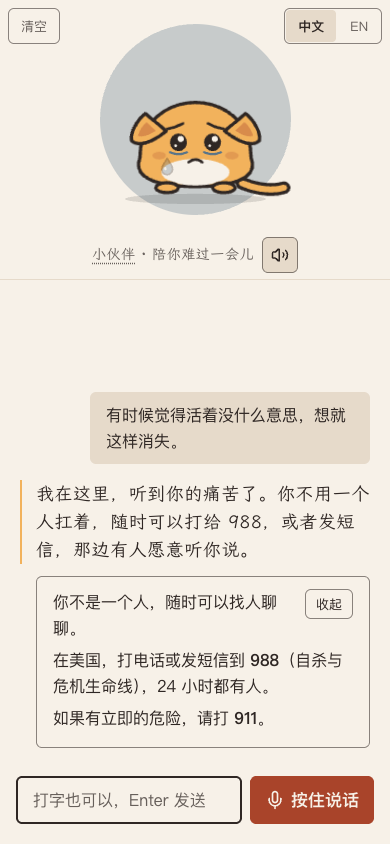 清空
中文 EN
小伙伴 · 陪你难过一会儿
有时候觉得活着没什么意思，想就
这样消失。
我在这里，听到你的痛苦了。你不用一个
人扛着，随时可以打给 988，或者发短
信，那边有人愿意听你说。
你不是一个人，随时可以找人聊
聊。
收起
在美国，打电话或发短信到 988（自杀与
危机生命线），24 小时都有人。
如果有立即的危险，请打 911。
打字也可以，Enter 发送
按住说话